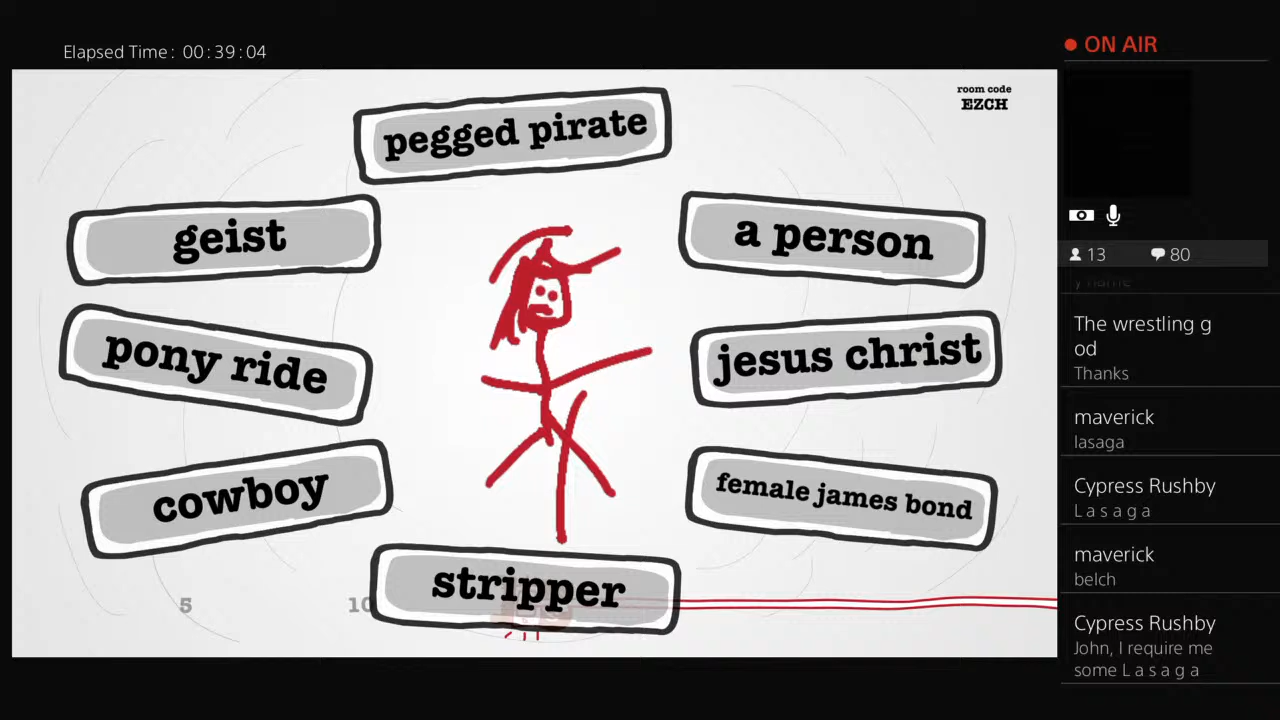 Elapsed Time: 00:39:04
ON AIR
room code
EZCH
pegged pirate
geist
a person
pony ride
jesus christ
cowboy
female james bond
stripper
5
10
13
80
y name
The wrestling g
od
Thanks
maverick
lasaga
Cypress Rushby
L a s a g a
maverick
belch
Cypress Rushby
John, I require me
some L a s a g a